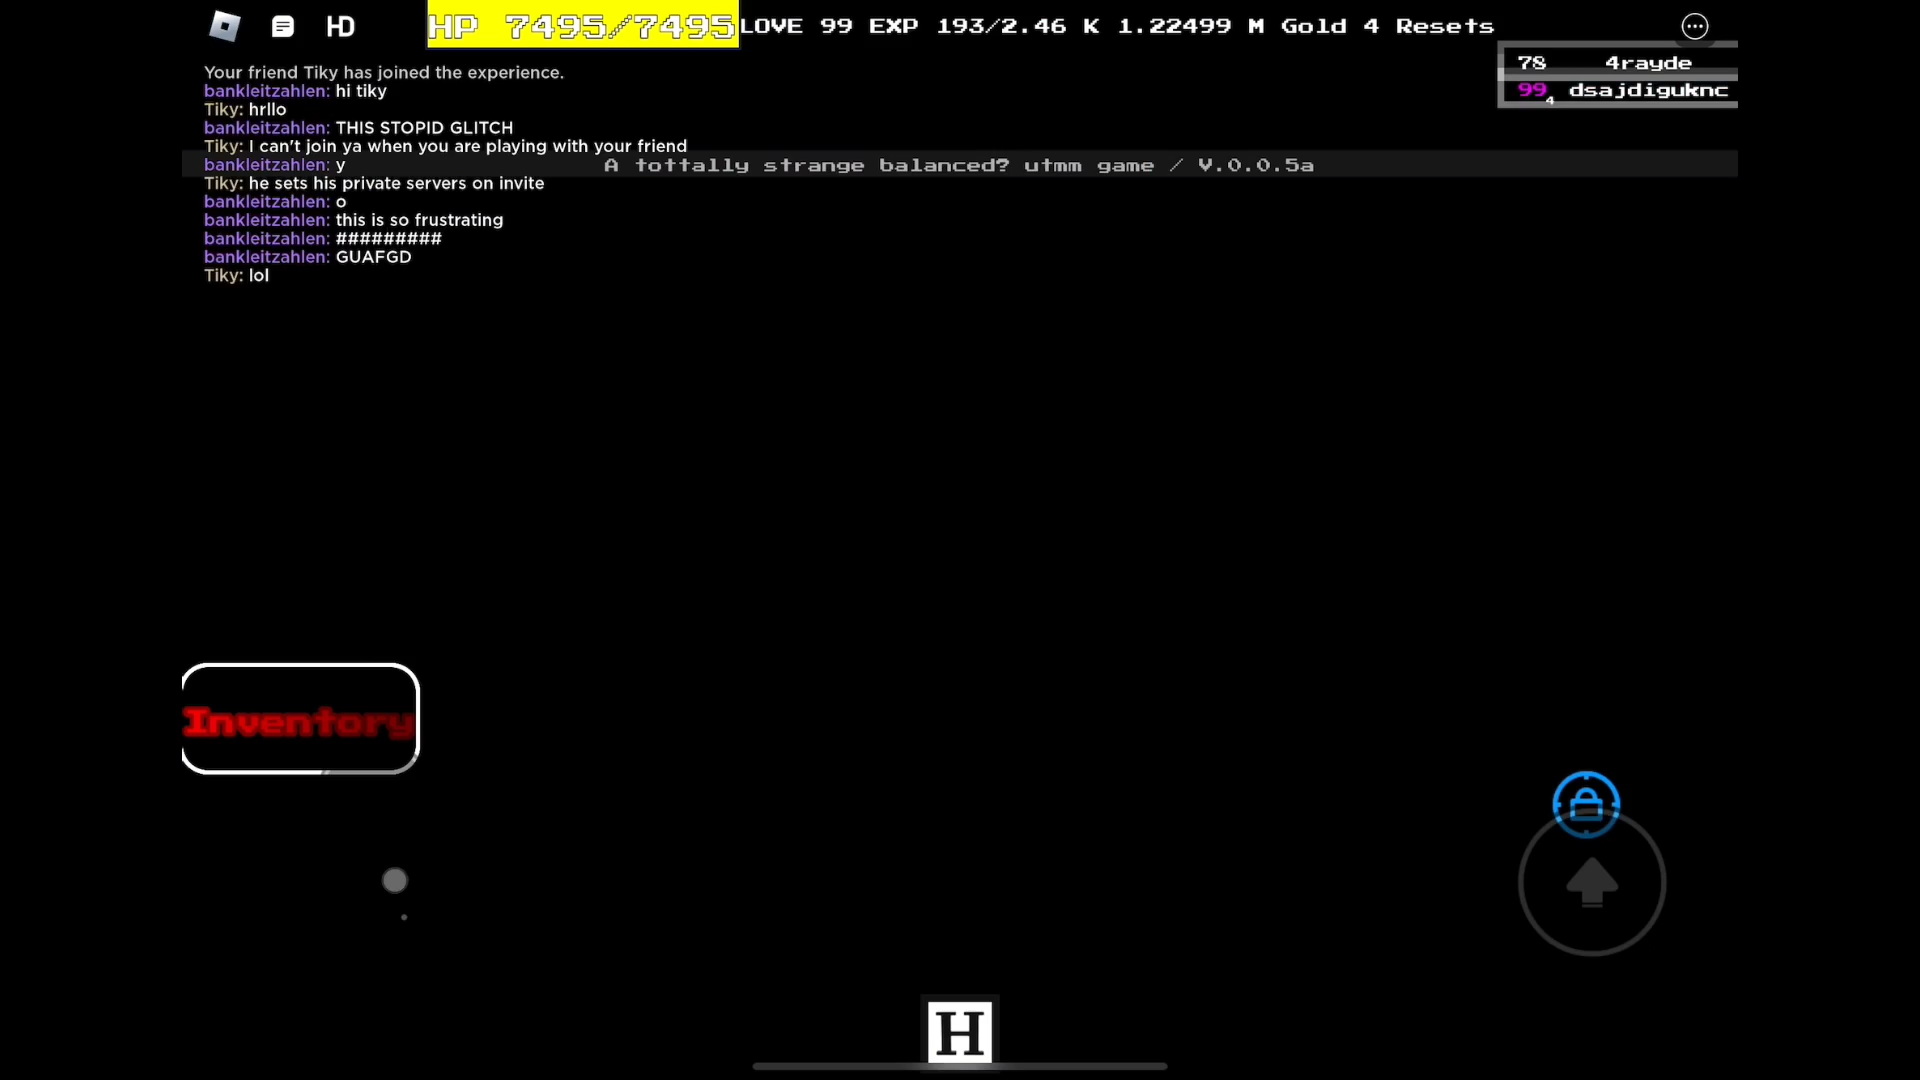 HD
HP 7495/7495 LOVE 99 EXP 193/2.46 K 1.22499 M Gold 4 Resets
78 4rayde
99 4 dsajdiguknc
Your friend Tiky has joined the experience.
bankleitzahlen: hi tiky
Tiky: hrllo
bankleitzahlen: THIS STOPID GLITCH
Tiky: I can't join ya when you are playing with your friend
bankleitzahlen: y
A tottally strange balanced? utmm game / V.0.0.5a
Tiky: he sets his private servers on invite
bankleitzahlen: o
bankleitzahlen: this is so frustrating
bankleitzahlen: #########
bankleitzahlen: GUAFGD
Tiky: lol
Inventory
H